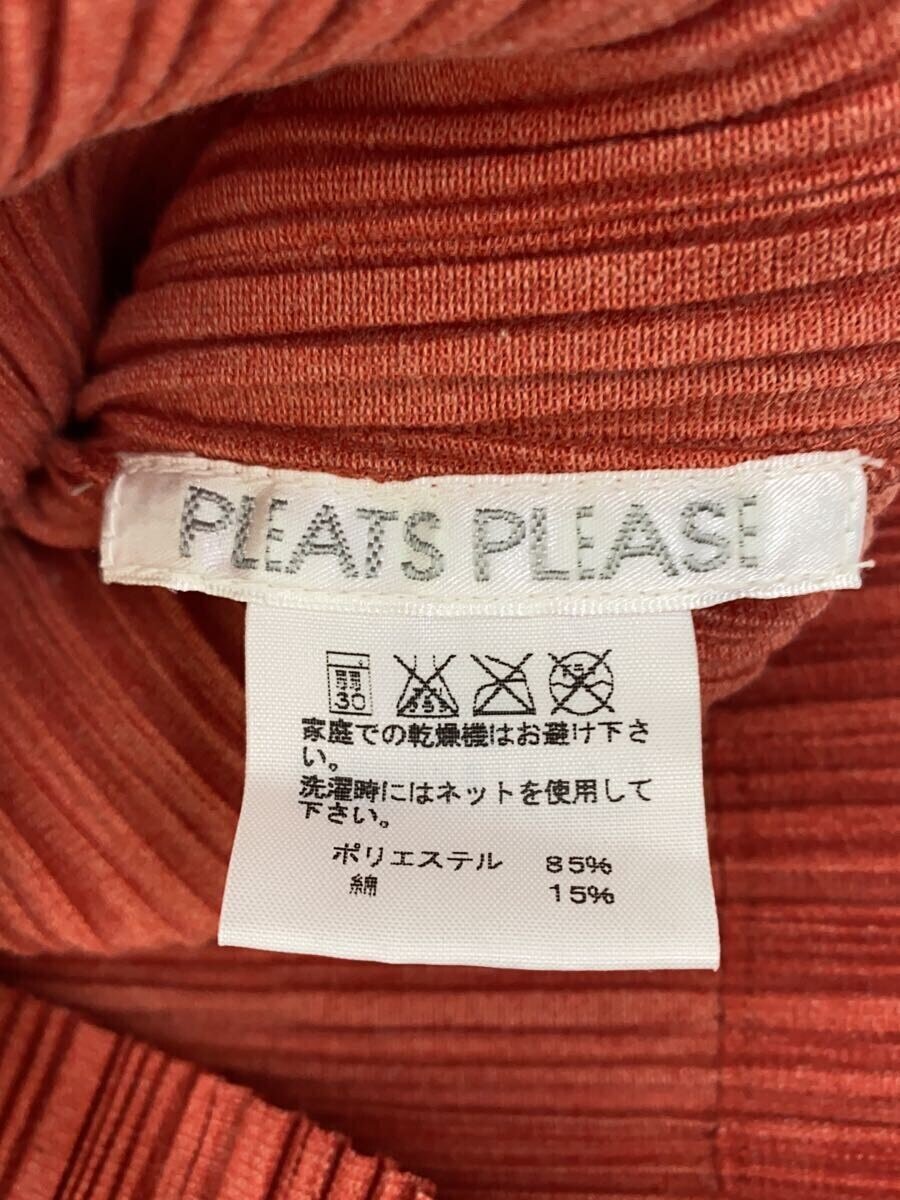 PLEATS PLEASE
弱
30
家庭での乾燥機はお避け下さ
い。
洗濯時にはネットを使用して
下さい。
ポリエステル 85%
綿 15%